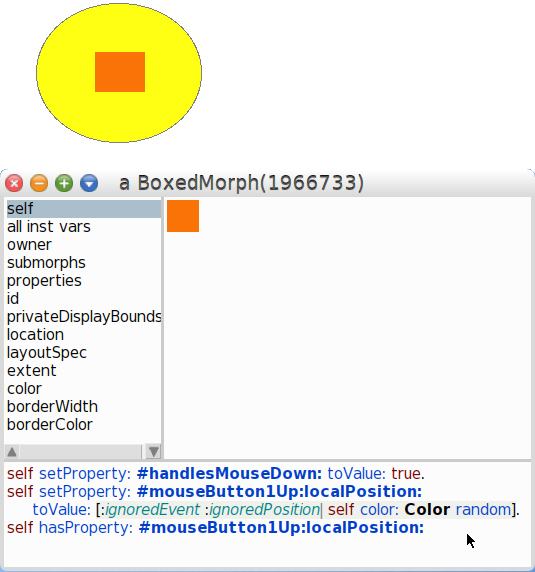 a BoxedMorph(1966733)
self
all inst vars
owner
submorphs
properties
id
privateDisplayBounds
location
layoutSpec
extent
color
borderWidth
borderColor
self setProperty: #handlesMouseDown: toValue: true.
self setProperty: #mouseButton1Up:localPosition:
toValue: [:ignoredEvent :ignoredPosition| self color: Color random].
self hasProperty: #mouseButton1Up:localPosition: